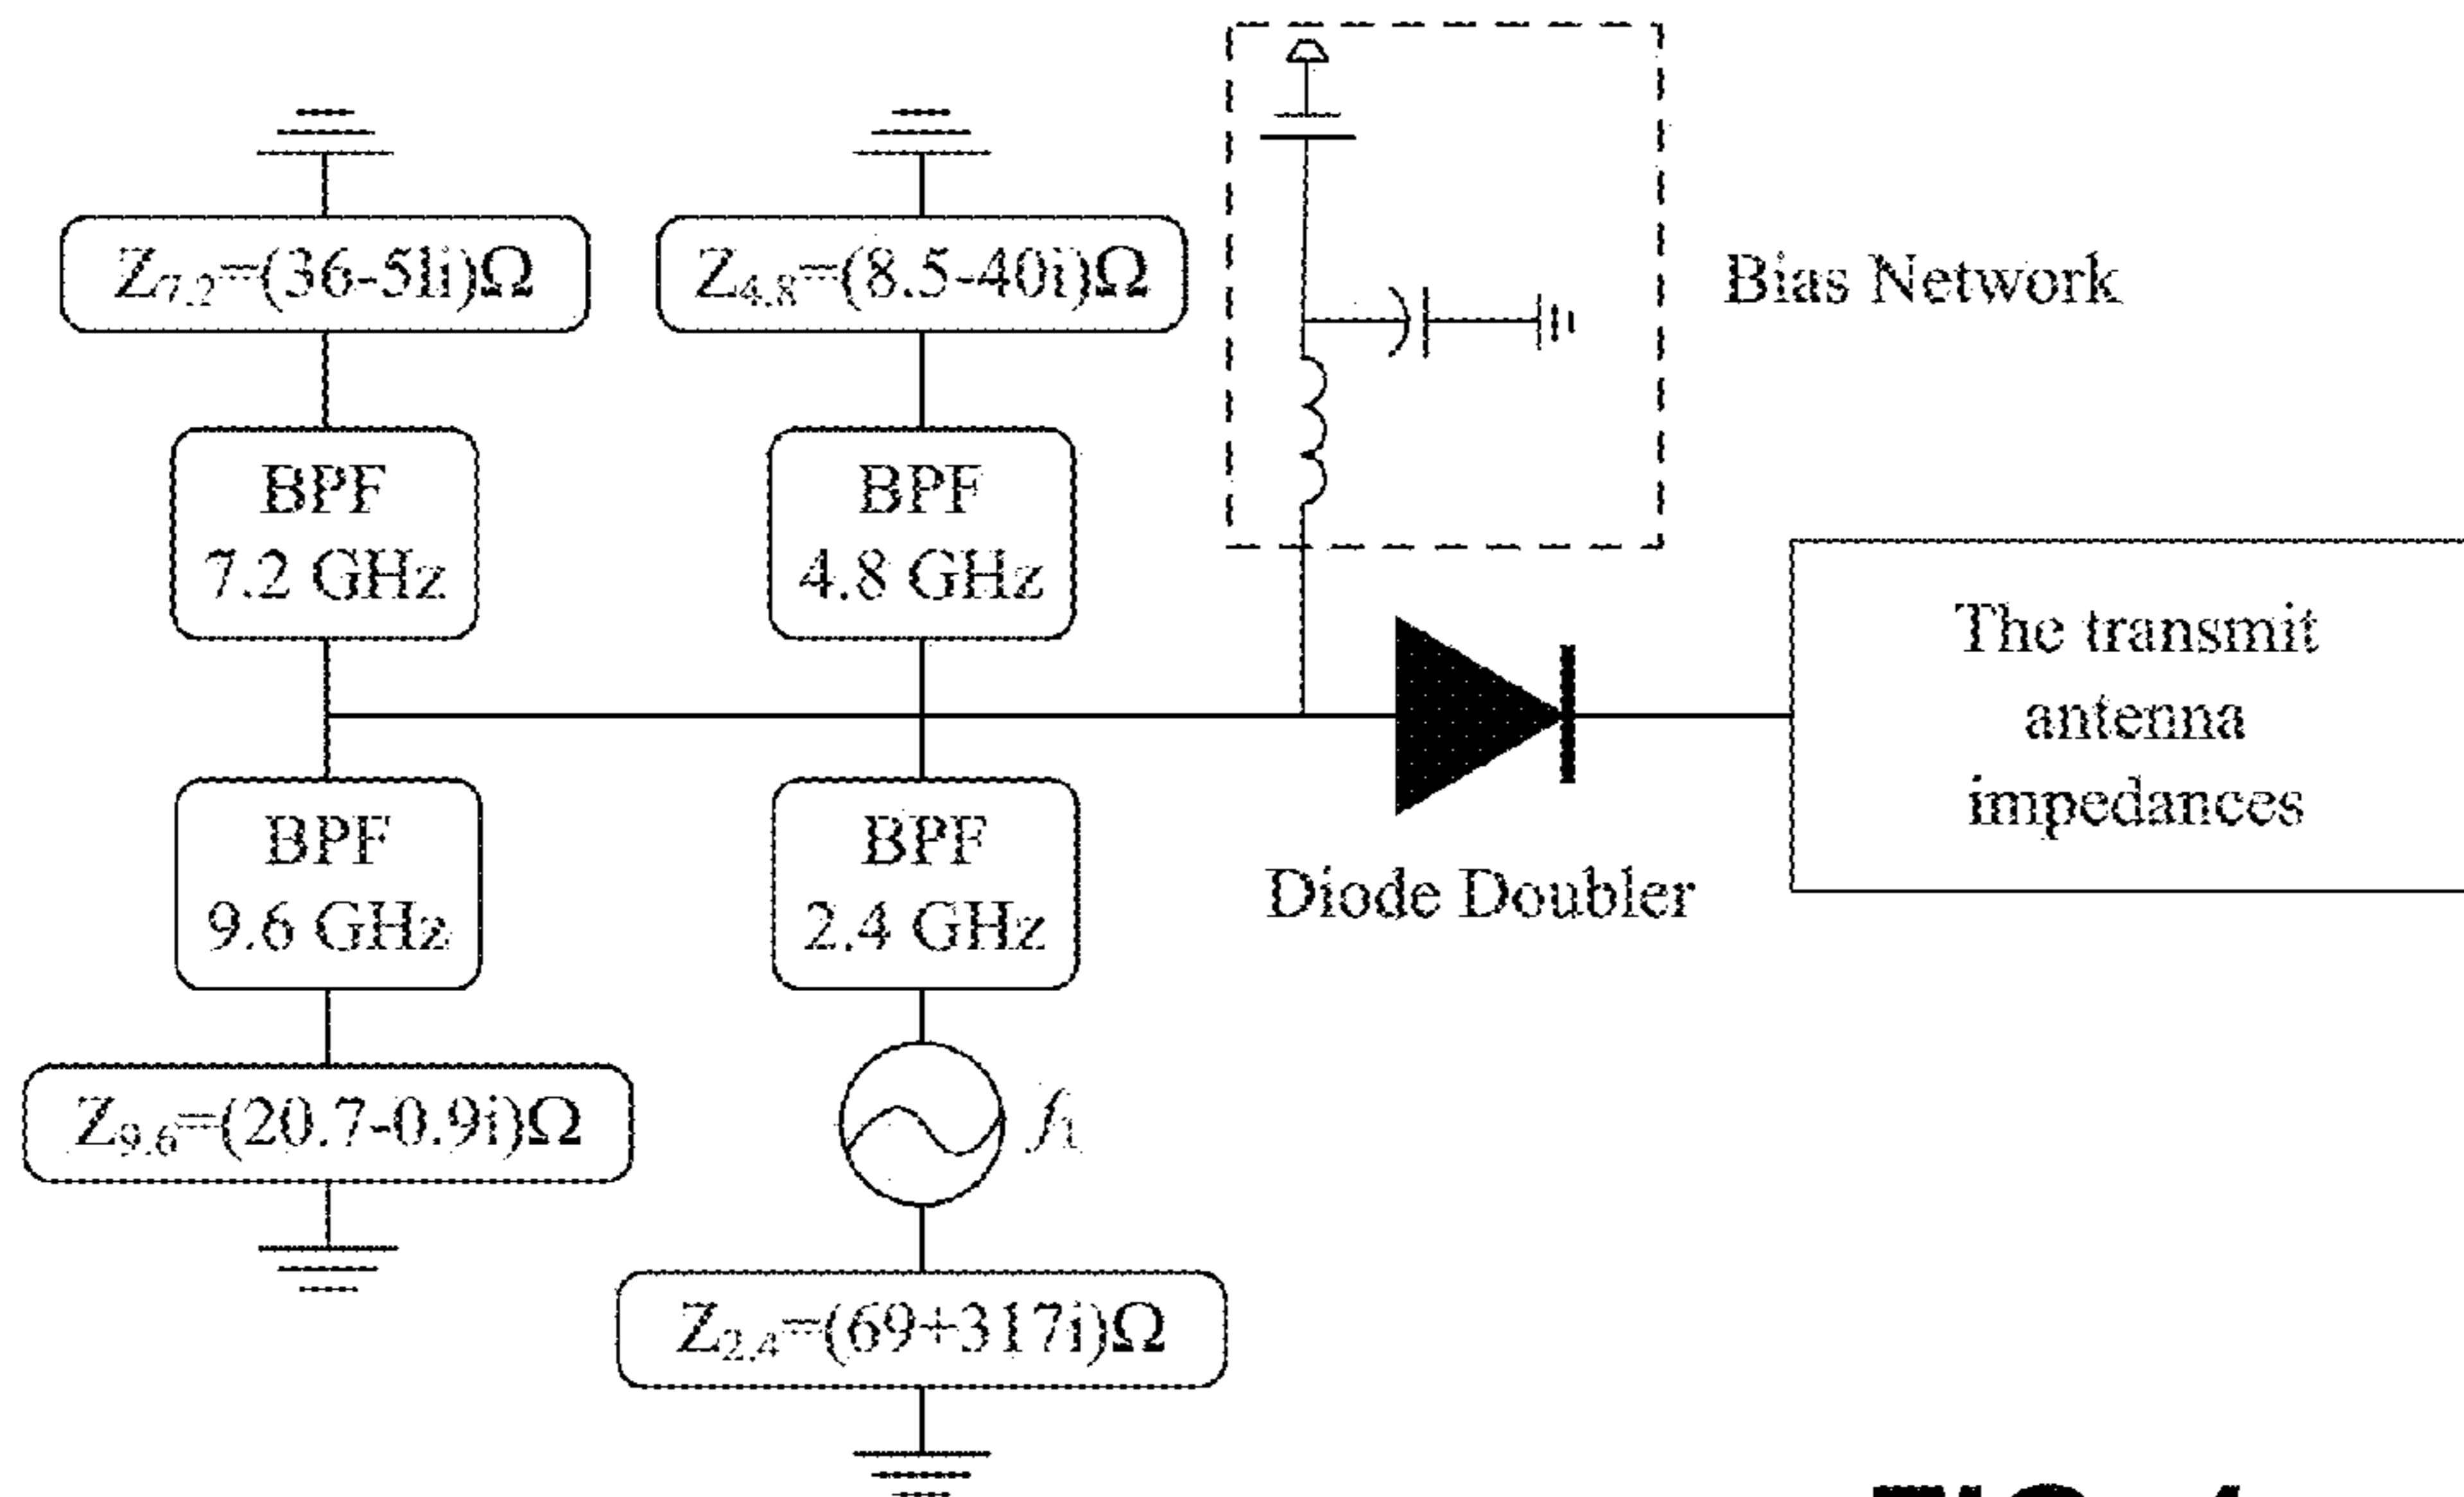 Z7.2=(36-51i)Ω
Z4.8=(8.5-40i)Ω
Bias Network
BPF
7.2 GHz
BPF
4.8 GHz
The transmit
antenna
impedances
BPF
9.6 GHz
BPF
2.4 GHz
Diode Doubler
Z9.6=(20.7-0.9i)Ω
f1
Z2.4=(69+317i)Ω